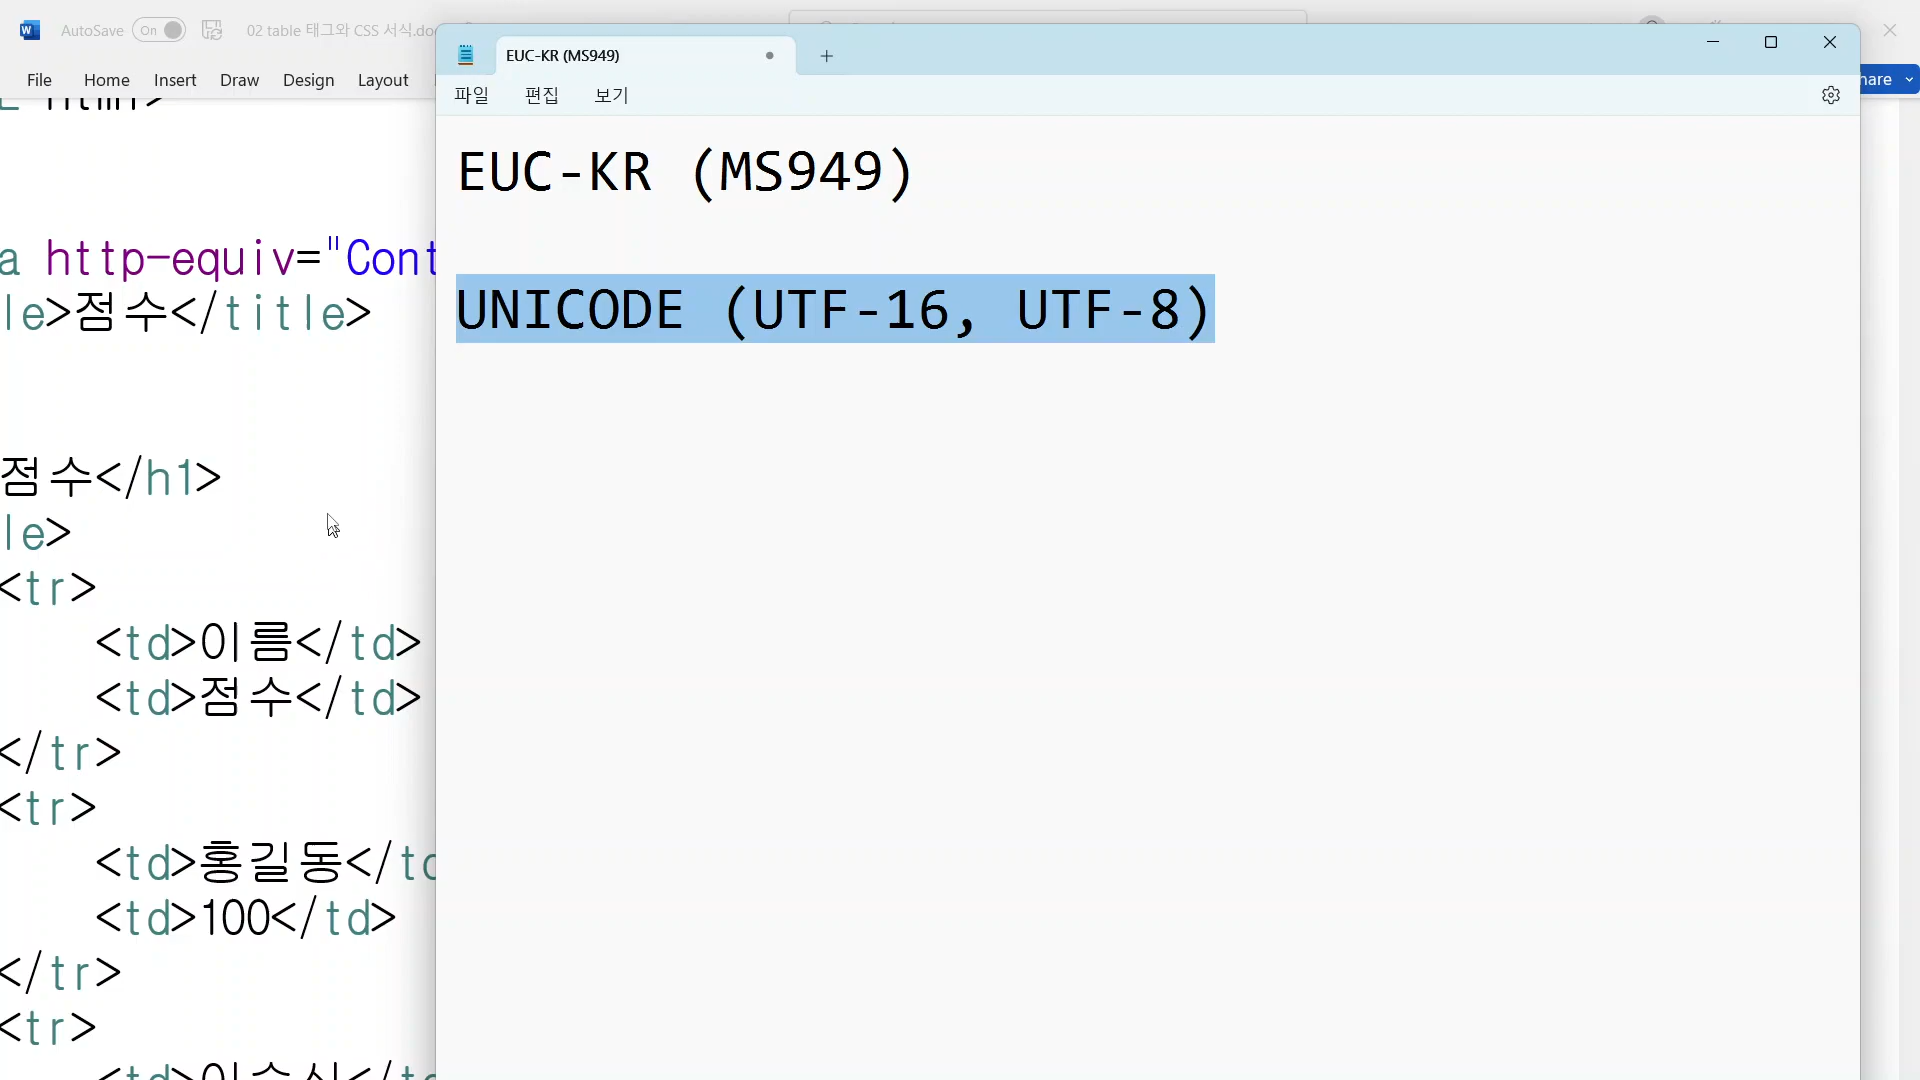 AutoSave On 02 table 태그와 CSS 서식.do
File Home Insert Draw Design Layout
hare
EUC-KR (MS949)
파일 편집 보기
EUC-KR (MS949)
UNICODE (UTF-16, UTF-8)
a http-equiv="Cont
le>점수</title>
점수</h1>
le>
<tr>
<td>이름</td>
<td>점수</td>
</tr>
<tr>
<td>홍길동</td
<td>100</td>
</tr>
<tr>